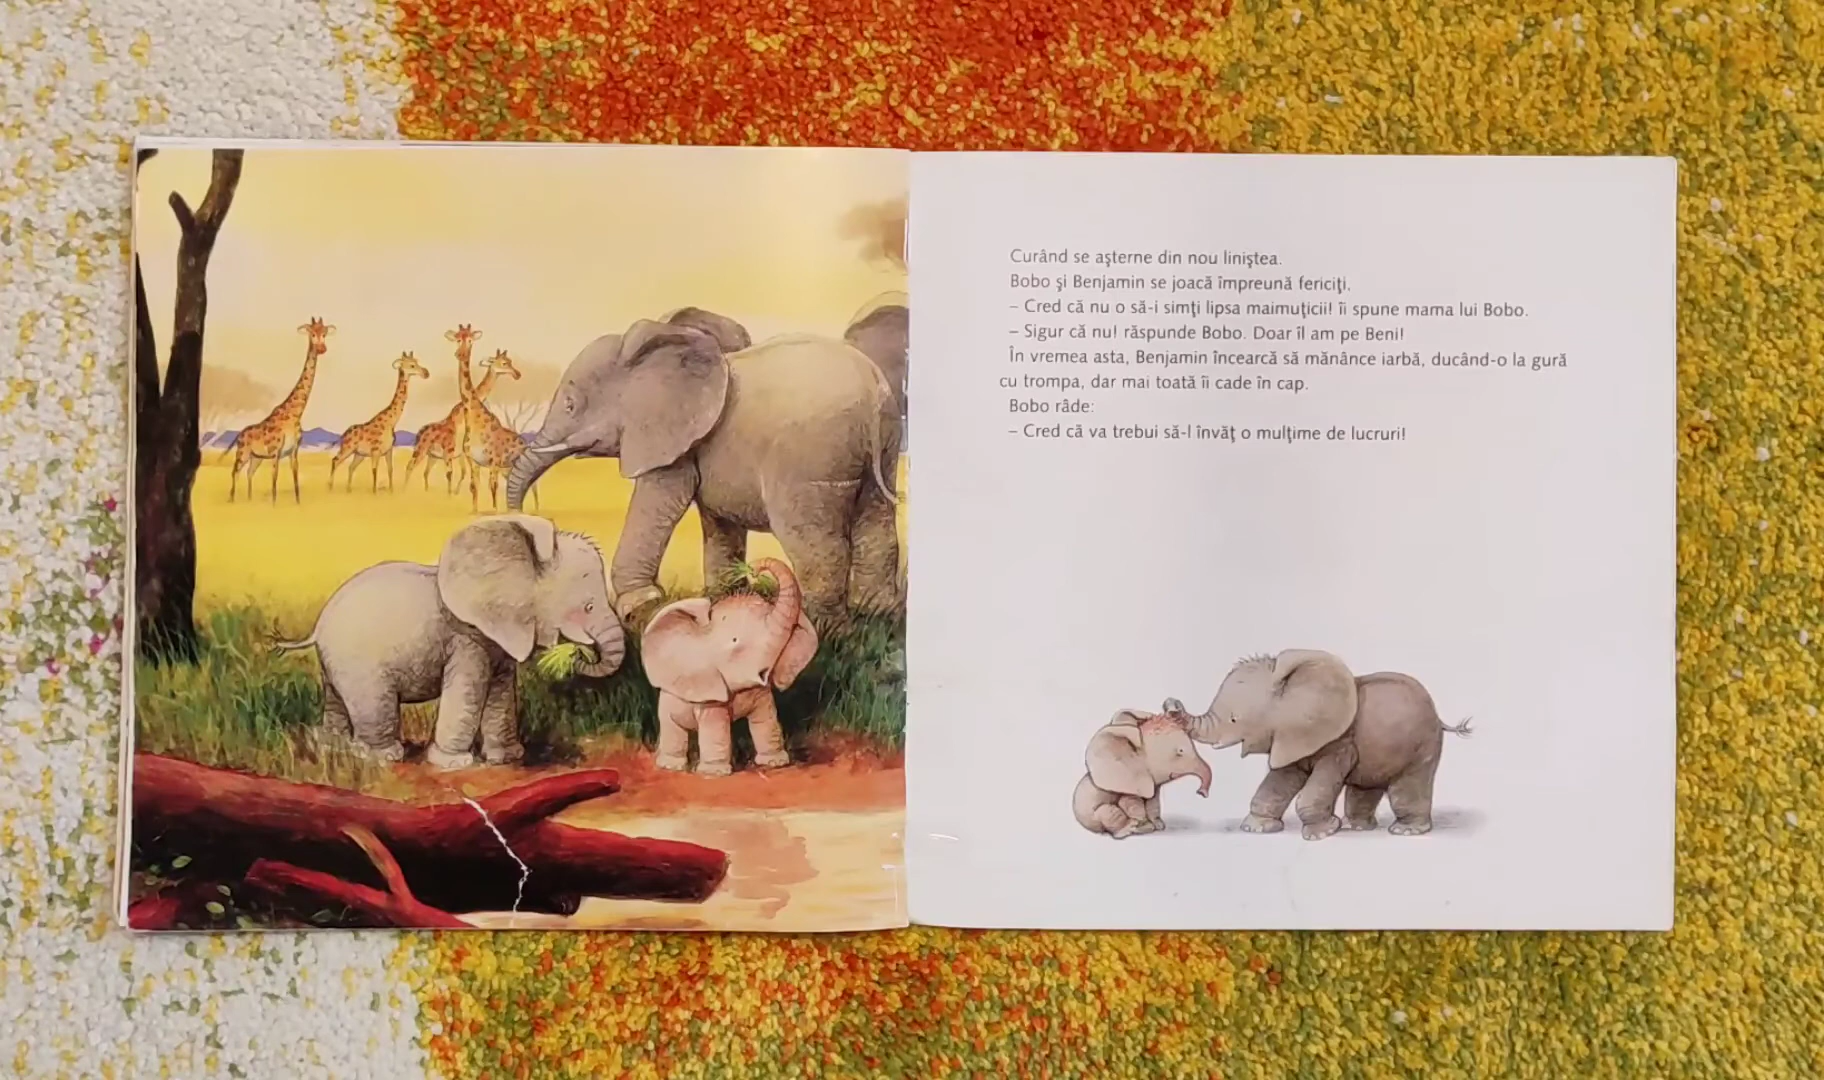 Curând se aşterne din nou liniştea.
Bobo şi Benjamin se joacă împreună fericiţi.
– Cred că nu o să-i simţi lipsa maimuţicii! îi spune mama lui Bobo.
– Sigur că nu! răspunde Bobo. Doar îl am pe Beni!
În vremea asta, Benjamin încearcă să mănânce iarbă, ducând-o la gură
cu trompa, dar mai toată îi cade în cap.
Bobo râde:
– Cred că va trebui să-l învăţ o mulţime de lucruri!